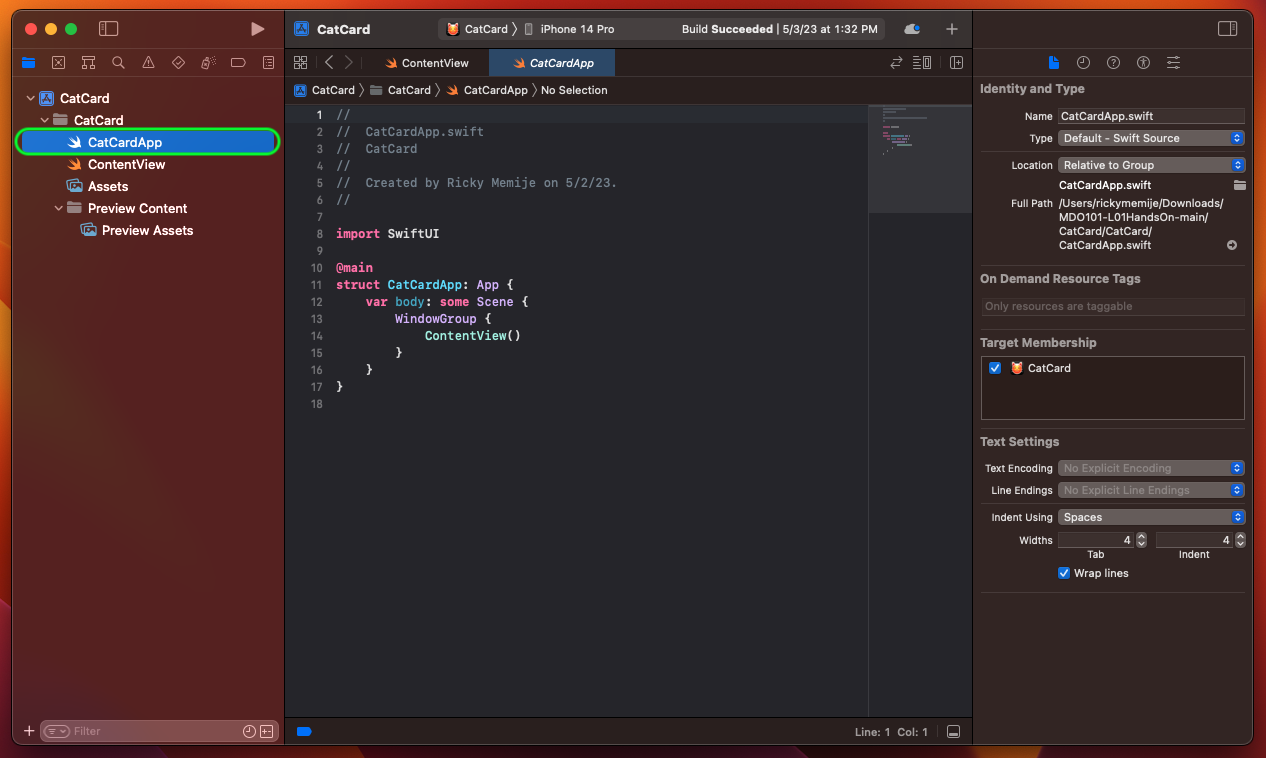 CatCard
CatCard
iPhone 14 Pro
Build Succeeded | 5/3/23 at 1:32 PM
CatCard
CatCard
CatCardApp
ContentView
Assets
Preview Content
Preview Assets
Filter
ContentView
CatCardApp
CatCard
CatCard
CatCardApp
No Selection
1 //
2 //  CatCardApp.swift
3 //  CatCard
4 //
5 //  Created by Ricky Memije on 5/2/23.
6 //
7
8 import SwiftUI
9
10 @main
11 struct CatCardApp: App {
12     var body: some Scene {
13         WindowGroup {
14             ContentView()
15         }
16     }
17 }
18
Line: 1 Col: 1
Identity and Type
Name CatCardApp.swift
Type Default - Swift Source
Location Relative to Group
CatCardApp.swift
Full Path /Users/rickymemije/Downloads/
MDO101-L01HandsOn-main/
CatCard/CatCard/
CatCardApp.swift
On Demand Resource Tags
Only resources are taggable
Target Membership
CatCard
Text Settings
Text Encoding No Explicit Encoding
Line Endings No Explicit Line Endings
Indent Using Spaces
Widths 4 4
Tab Indent
Wrap lines